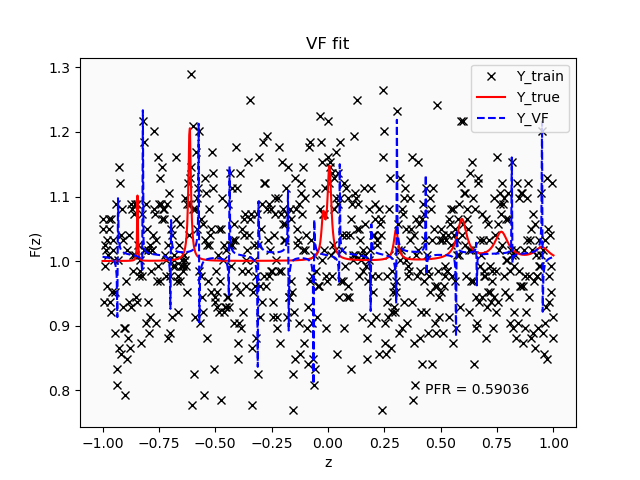 VF fit
1.3
1.2
1.1
1.0
0.9
0.8
F(z)
Y_train
Y_true
Y_VF
PFR = 0.59036
−1.00 −0.75 −0.50 −0.25 0.00 0.25 0.50 0.75 1.00
z